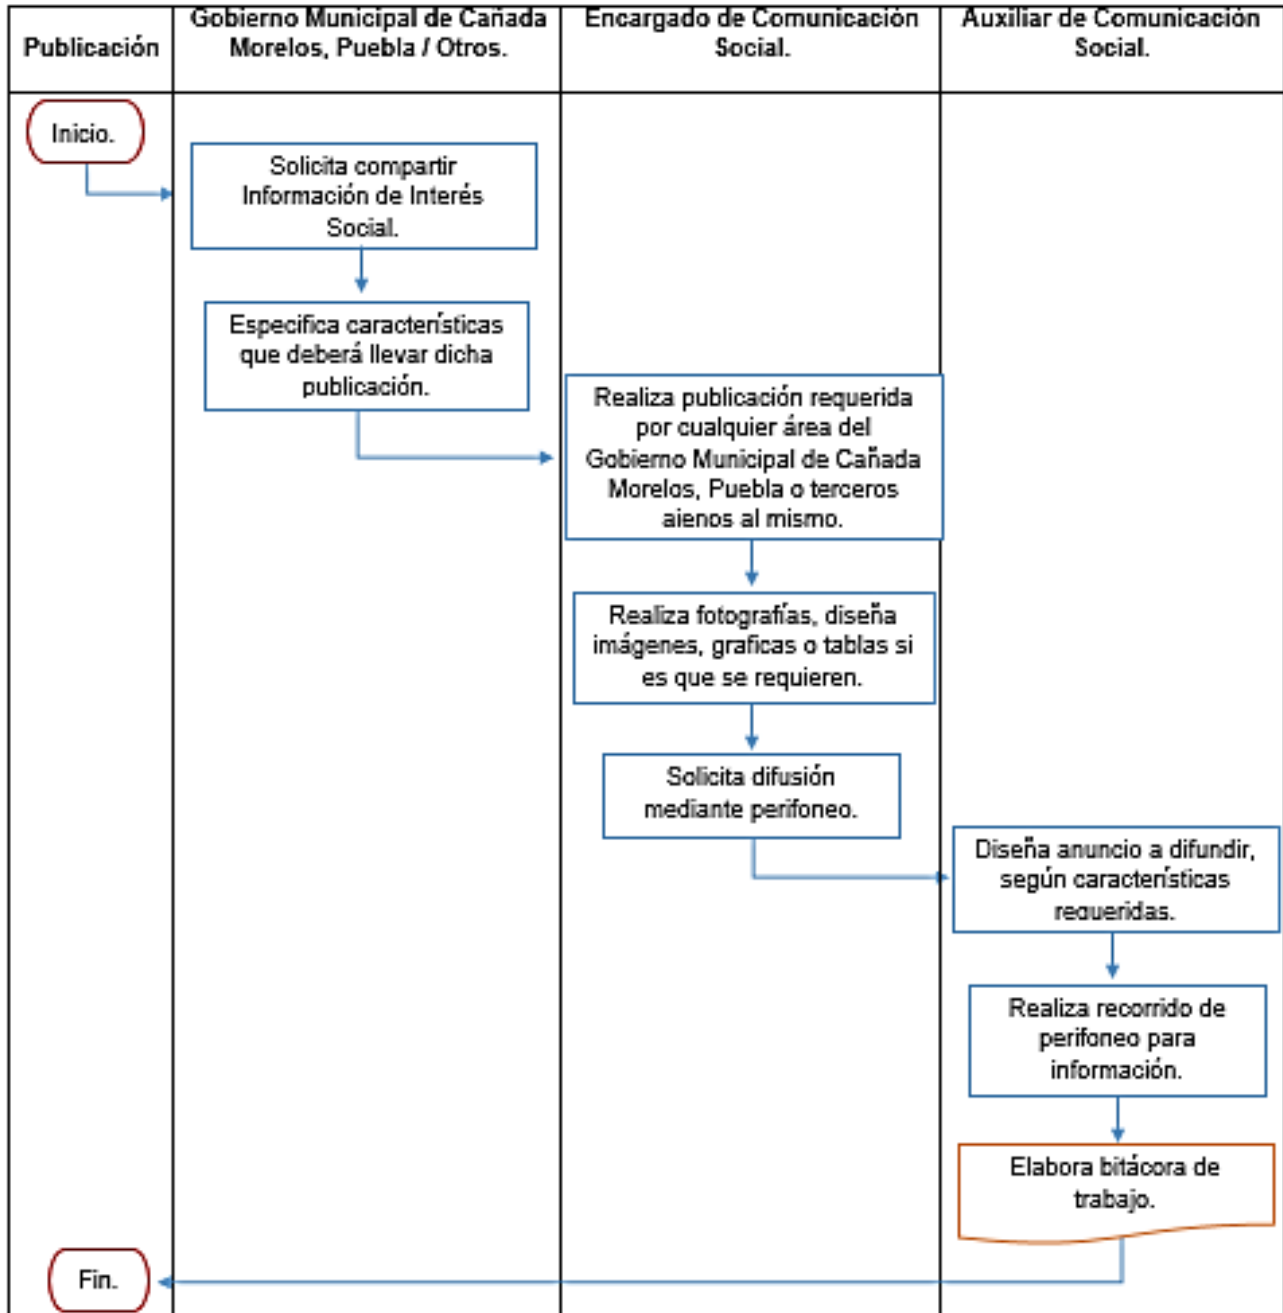 Publicación
Gobierno Municipal de Cañada
Morelos, Puebla / Otros.
Encargado de Comunicación
Social.
Auxiliar de Comunicación
Social.
Inicio.
Solicita compartir
Información de Interés
Social.
Especifica características
que deberá llevar dicha
publicación.
Realiza publicación requerida
por cualquier área del
Gobierno Municipal de Cañada
Morelos, Puebla o terceros
ajenos al mismo.
Realiza fotografías, diseña
imágenes, graficas o tablas si
es que se requieren.
Solicita difusión
mediante perifoneo.
Diseña anuncio a difundir,
según características
requeridas.
Realiza recorrido de
perifoneo para
información.
Elabora bitácora de
trabajo.
Fin.